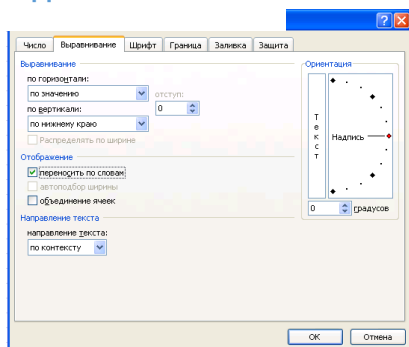 Число Выравнивание Шрифт Граница Заливка Защита
Выравнивание
по горизонтали:
по значению
отступ:
по вертикали:
0
по нижнему краю
Распределять по ширине
Отображение
переносить по словам
автоподбор ширины
объединение ячеек
Направление текста
направление текста:
по контексту
Ориентация
Текст
Надпись
0 градусов
ОК Отмена